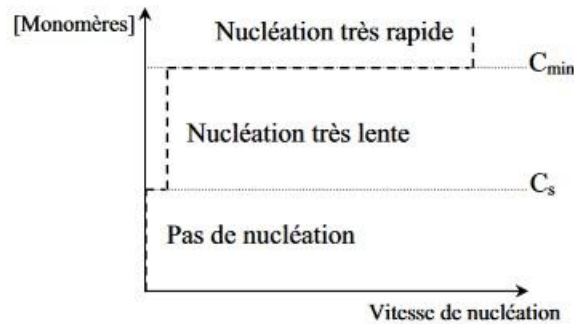 [Monomères]
Nucléation très rapide
Cmin
Nucléation très lente
Cs
Pas de nucléation
Vitesse de nucléation